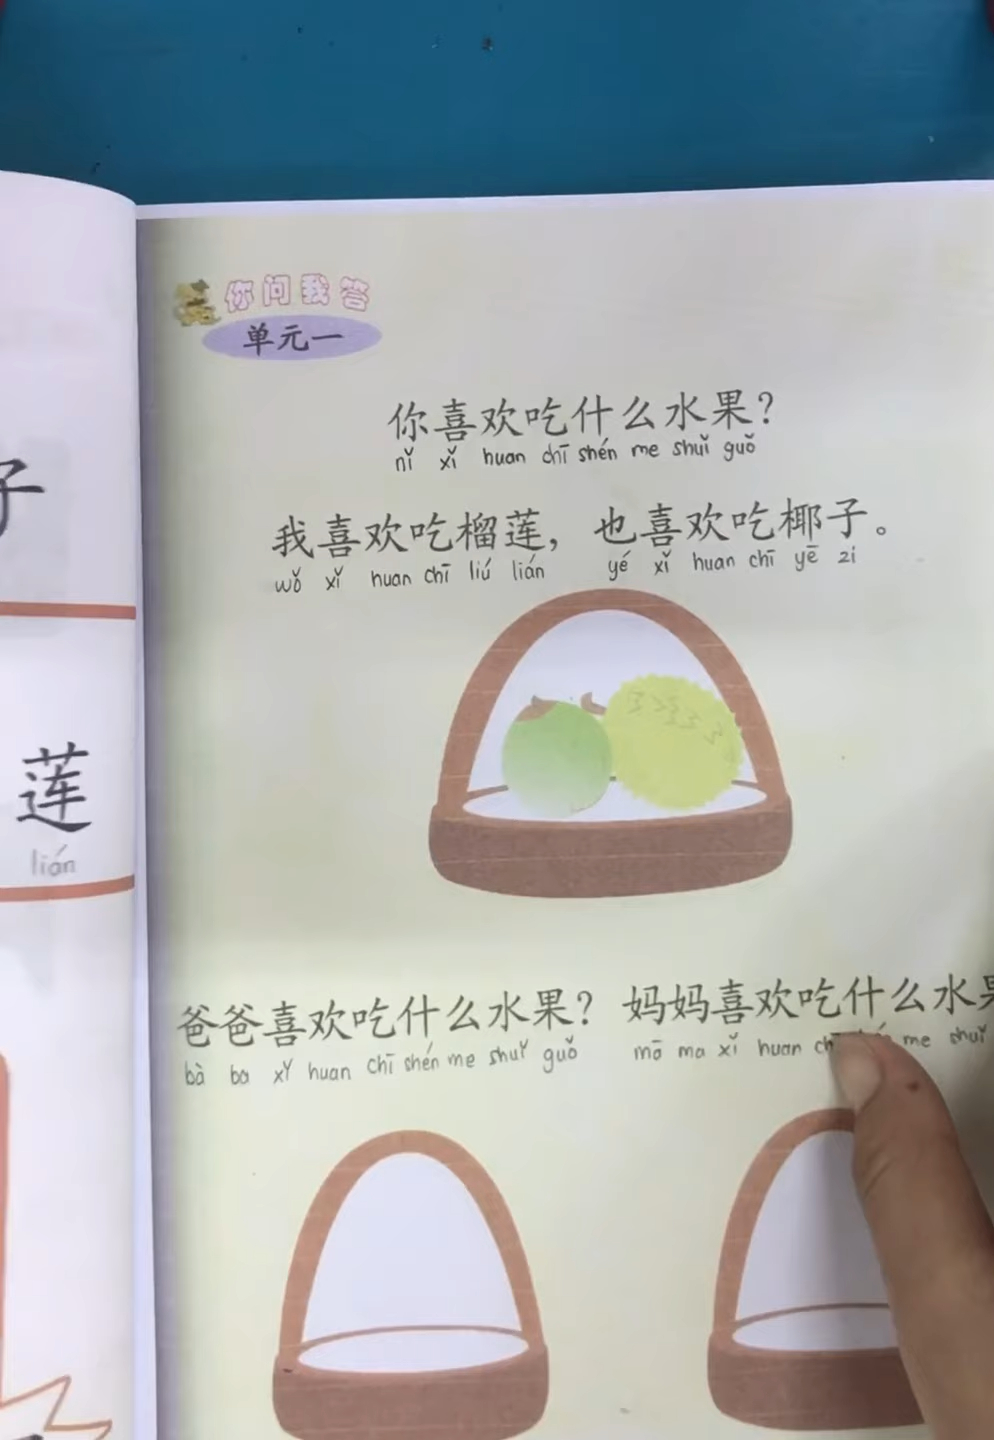 子
莲
lián
你问我答
单元一
你喜欢吃什么水果？
nǐ xǐ huan chī shén me shuǐ guǒ
我喜欢吃榴莲，也喜欢吃椰子。
wǒ xǐ huan chī liú lián yé xǐ huan chī yē zi
爸爸喜欢吃什么水果？ 妈妈喜欢吃什么水果
bà ba xǐ huan chī shén me shuǐ guǒ mā ma xǐ huan chī me shuǐ